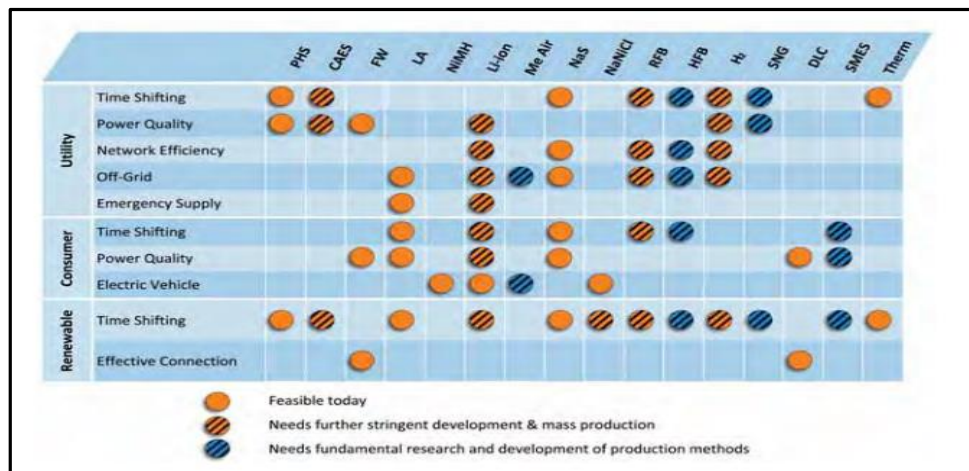 PHS CAES FW LA NiMH Li-ion Me Air NaS NaNiCl RFB HFB H₂ SNG DLC SMES Therm
Utility
Time Shifting
Power Quality
Network Efficiency
Off-Grid
Emergency Supply
Consumer
Time Shifting
Power Quality
Electric Vehicle
Renewable
Time Shifting
Effective Connection
Feasible today
Needs further stringent development & mass production
Needs fundamental research and development of production methods